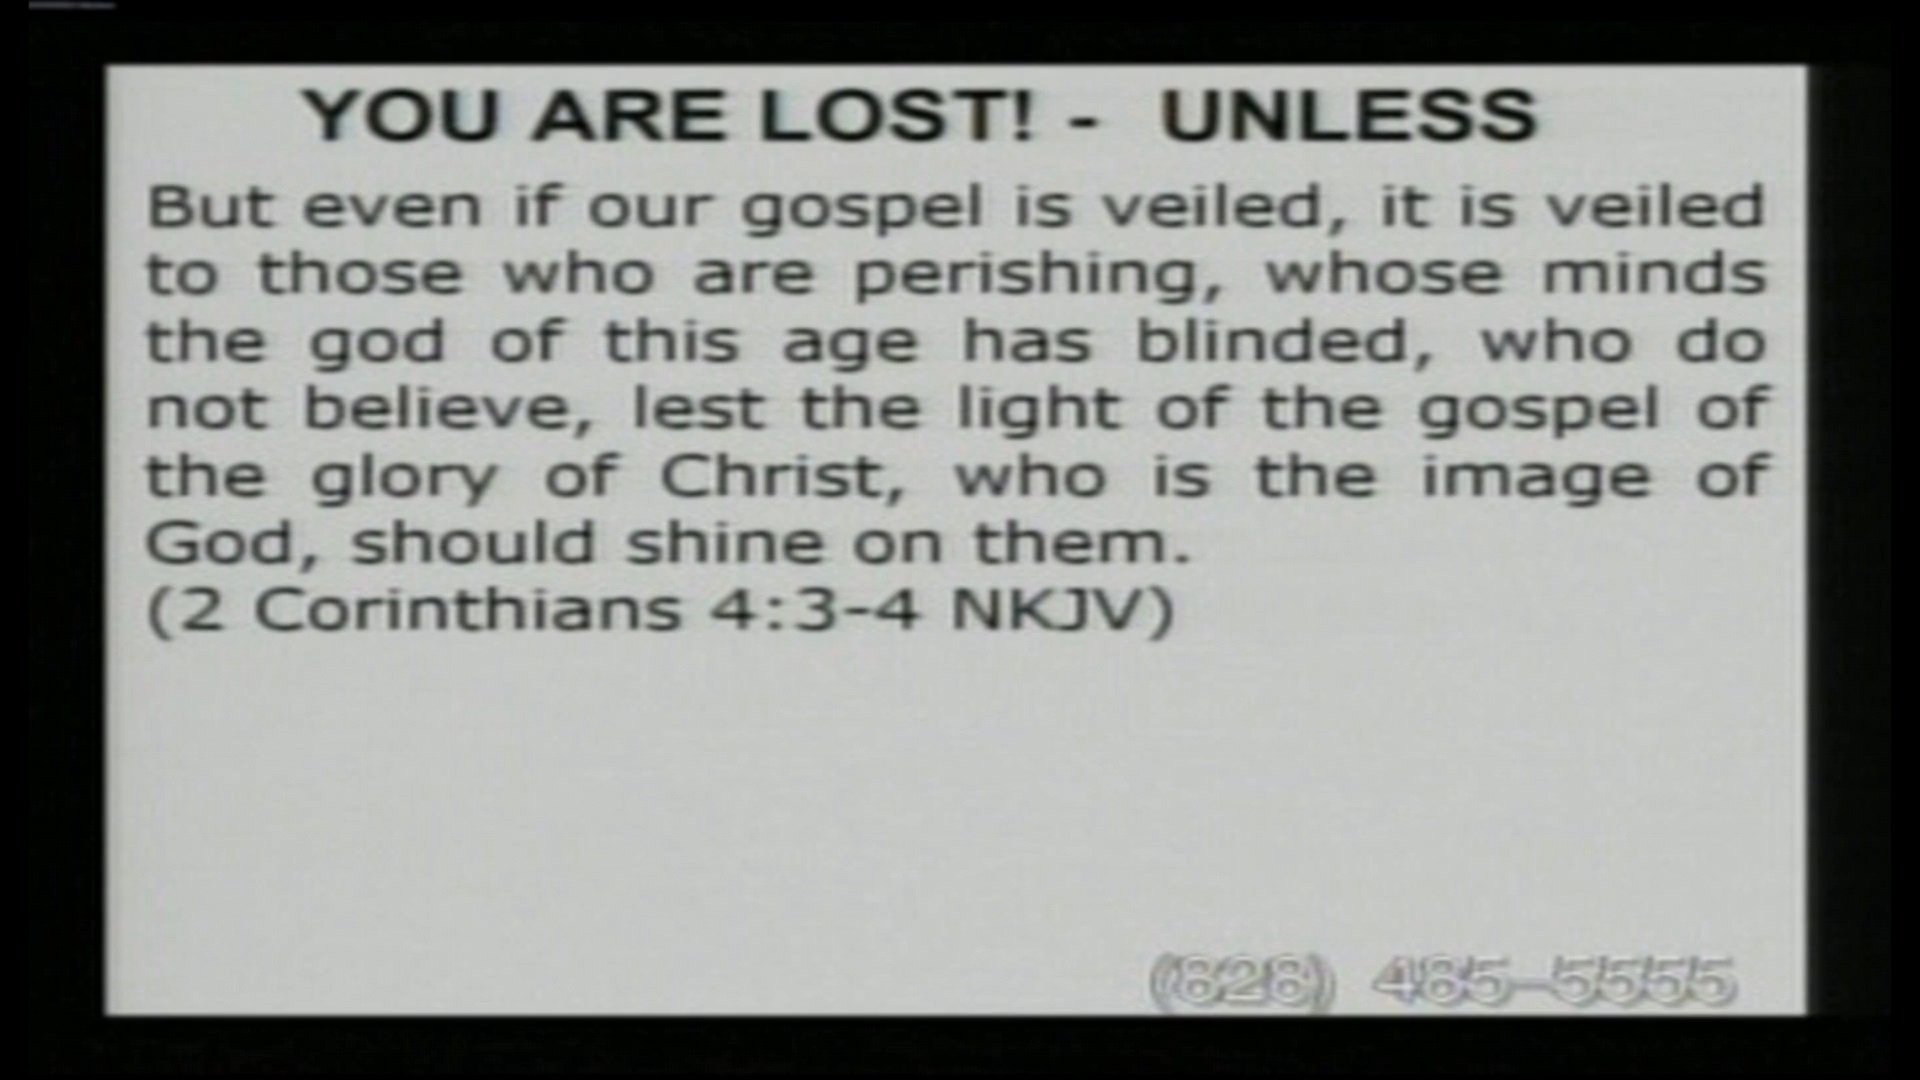 YOU ARE LOST! - UNLESS
But even if our gospel is veiled, it is veiled
to those who are perishing, whose minds
the god of this age has blinded, who do
not believe, lest the light of the gospel of
the glory of Christ, who is the image of
God, should shine on them.
(2 Corinthians 4:3-4 NKJV)
(828) 465-5555